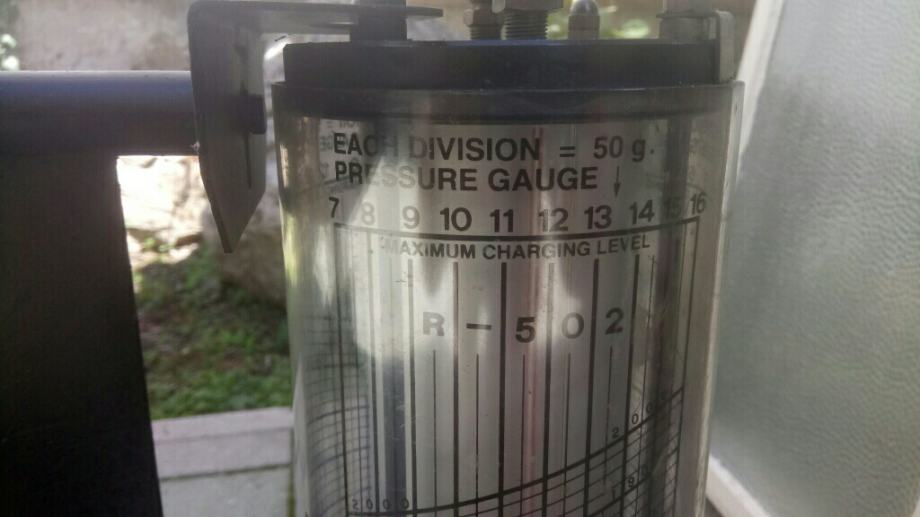 EACH DIVISION = 50 g.
PRESSURE GAUGE ↓
7 8 9 10 11 12 13 14 15 16
MAXIMUM CHARGING LEVEL
R - 502